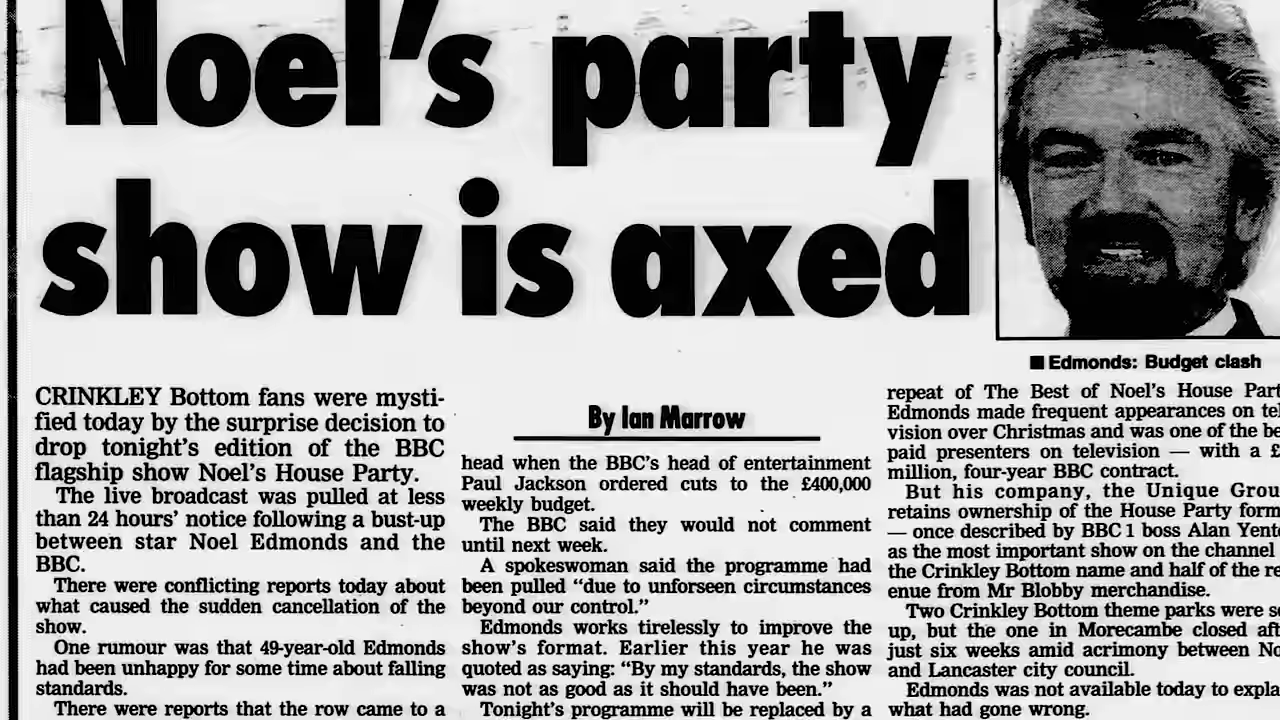 Noel's party
show is axed
■ Edmonds: Budget clash
CRINKLEY Bottom fans were mysti-
fied today by the surprise decision to
drop tonight's edition of the BBC
flagship show Noel's House Party.
The live broadcast was pulled at less
than 24 hours' notice following a bust-up
between star Noel Edmonds and the
BBC.
There were conflicting reports today about
what caused the sudden cancellation of the
show.
One rumour was that 49-year-old Edmonds
had been unhappy for some time about falling
standards.
There were reports that the row came to a
By Ian Marrow
head when the BBC's head of entertainment
Paul Jackson ordered cuts to the £400,000
weekly budget.
The BBC said they would not comment
until next week.
A spokeswoman said the programme had
been pulled “due to unforseen circumstances
beyond our control.”
Edmonds works tirelessly to improve the
show's format. Earlier this year he was
quoted as saying: “By my standards, the show
was not as good as it should have been.”
Tonight's programme will be replaced by a
repeat of The Best of Noel's House Part
Edmonds made frequent appearances on tel
vision over Christmas and was one of the be
paid presenters on television — with a £
million, four-year BBC contract.
But his company, the Unique Grou
retains ownership of the House Party form
— once described by BBC 1 boss Alan Yent
as the most important show on the channel
the Crinkley Bottom name and half of the re
enue from Mr Blobby merchandise.
Two Crinkley Bottom theme parks were s
up, but the one in Morecambe closed aft
just six weeks amid acrimony between No
and Lancaster city council.
Edmonds was not available today to expla
what had gone wrong.